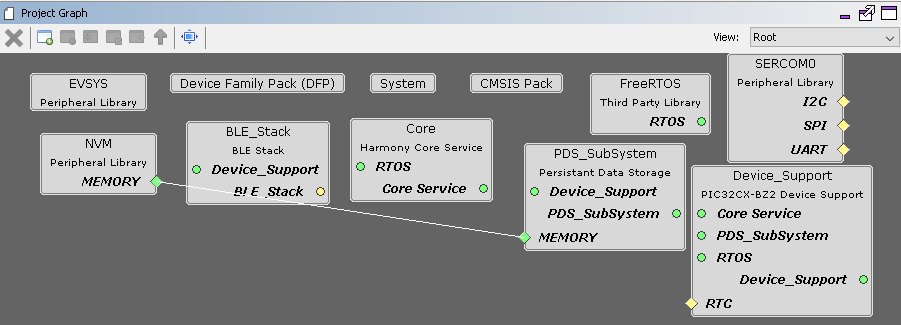 Project Graph
View: Root
EVSYS
Peripheral Library
Device Family Pack (DFP)
System
CMSIS Pack
FreeRTOS
Third Party Library
RTOS
SERCOM0
Peripheral Library
I2C
SPI
UART
NVM
Peripheral Library
MEMORY
BLE_Stack
BLE Stack
Device_Support
BLE_Stack
Core
Harmony Core Service
RTOS
Core Service
PDS_SubSystem
Persistant Data Storage
Device_Support
PDS_SubSystem
MEMORY
Device_Support
PIC32CX-BZ2 Device Support
Core Service
PDS_SubSystem
RTOS
Device_Support
RTC